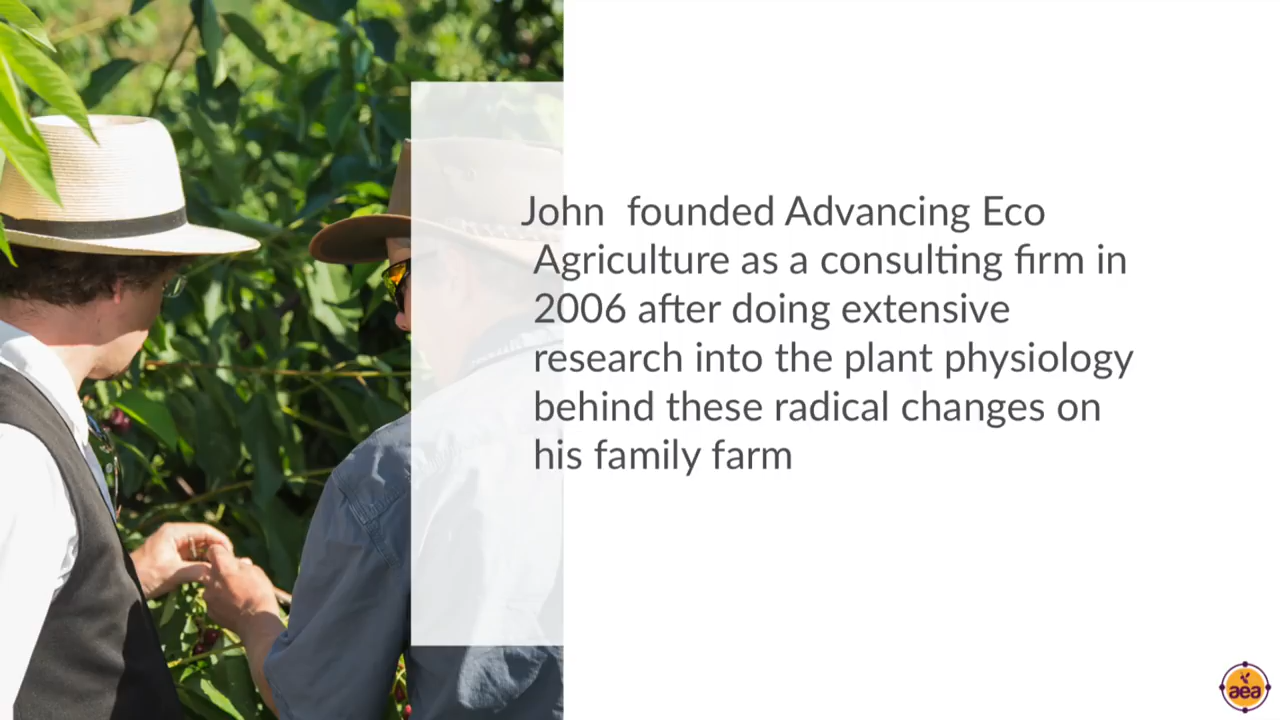 John  founded Advancing Eco
Agriculture as a consulting firm in
2006 after doing extensive
research into the plant physiology
behind these radical changes on
his family farm
aea